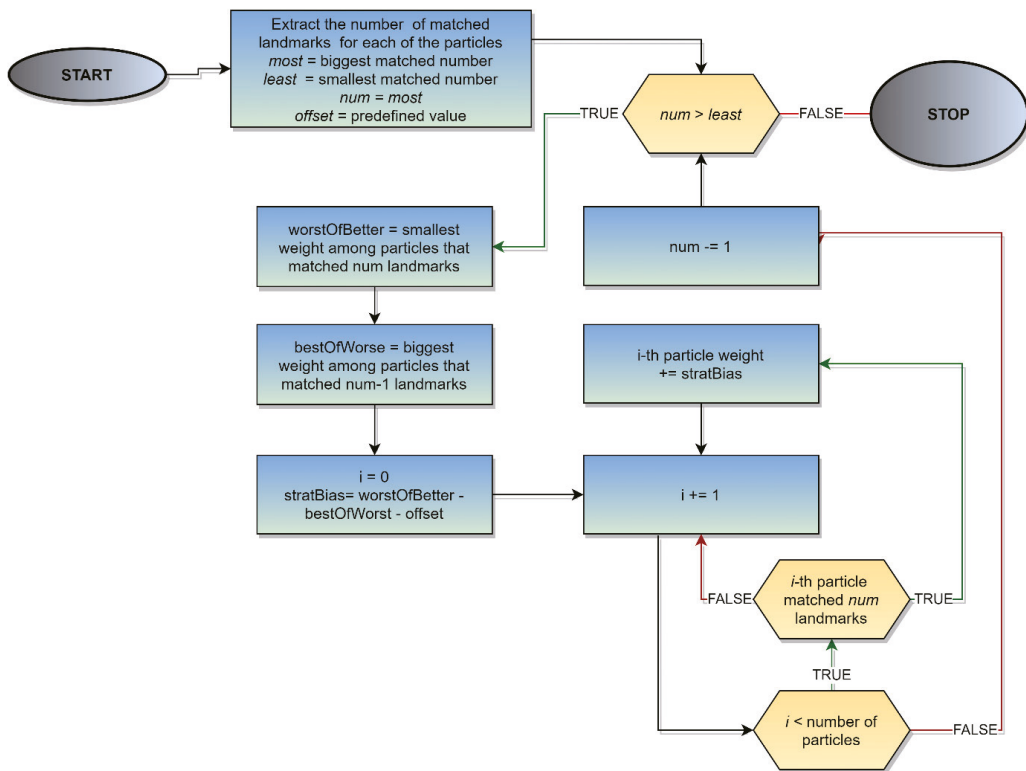 START
Extract the number of matched
landmarks for each of the particles
most = biggest matched number
least = smallest matched number
num = most
offset = predefined value
TRUE
num > least
FALSE
STOP
worstOfBetter = smallest
weight among particles that
matched num landmarks
num -= 1
bestOfWorse = biggest
weight among particles that
matched num-1 landmarks
i-th particle weight
+= stratBias
i = 0
stratBias= worstOfBetter -
bestOfWorst - offset
i += 1
FALSE
i-th particle
matched num
landmarks
TRUE
TRUE
i < number of
particles
FALSE